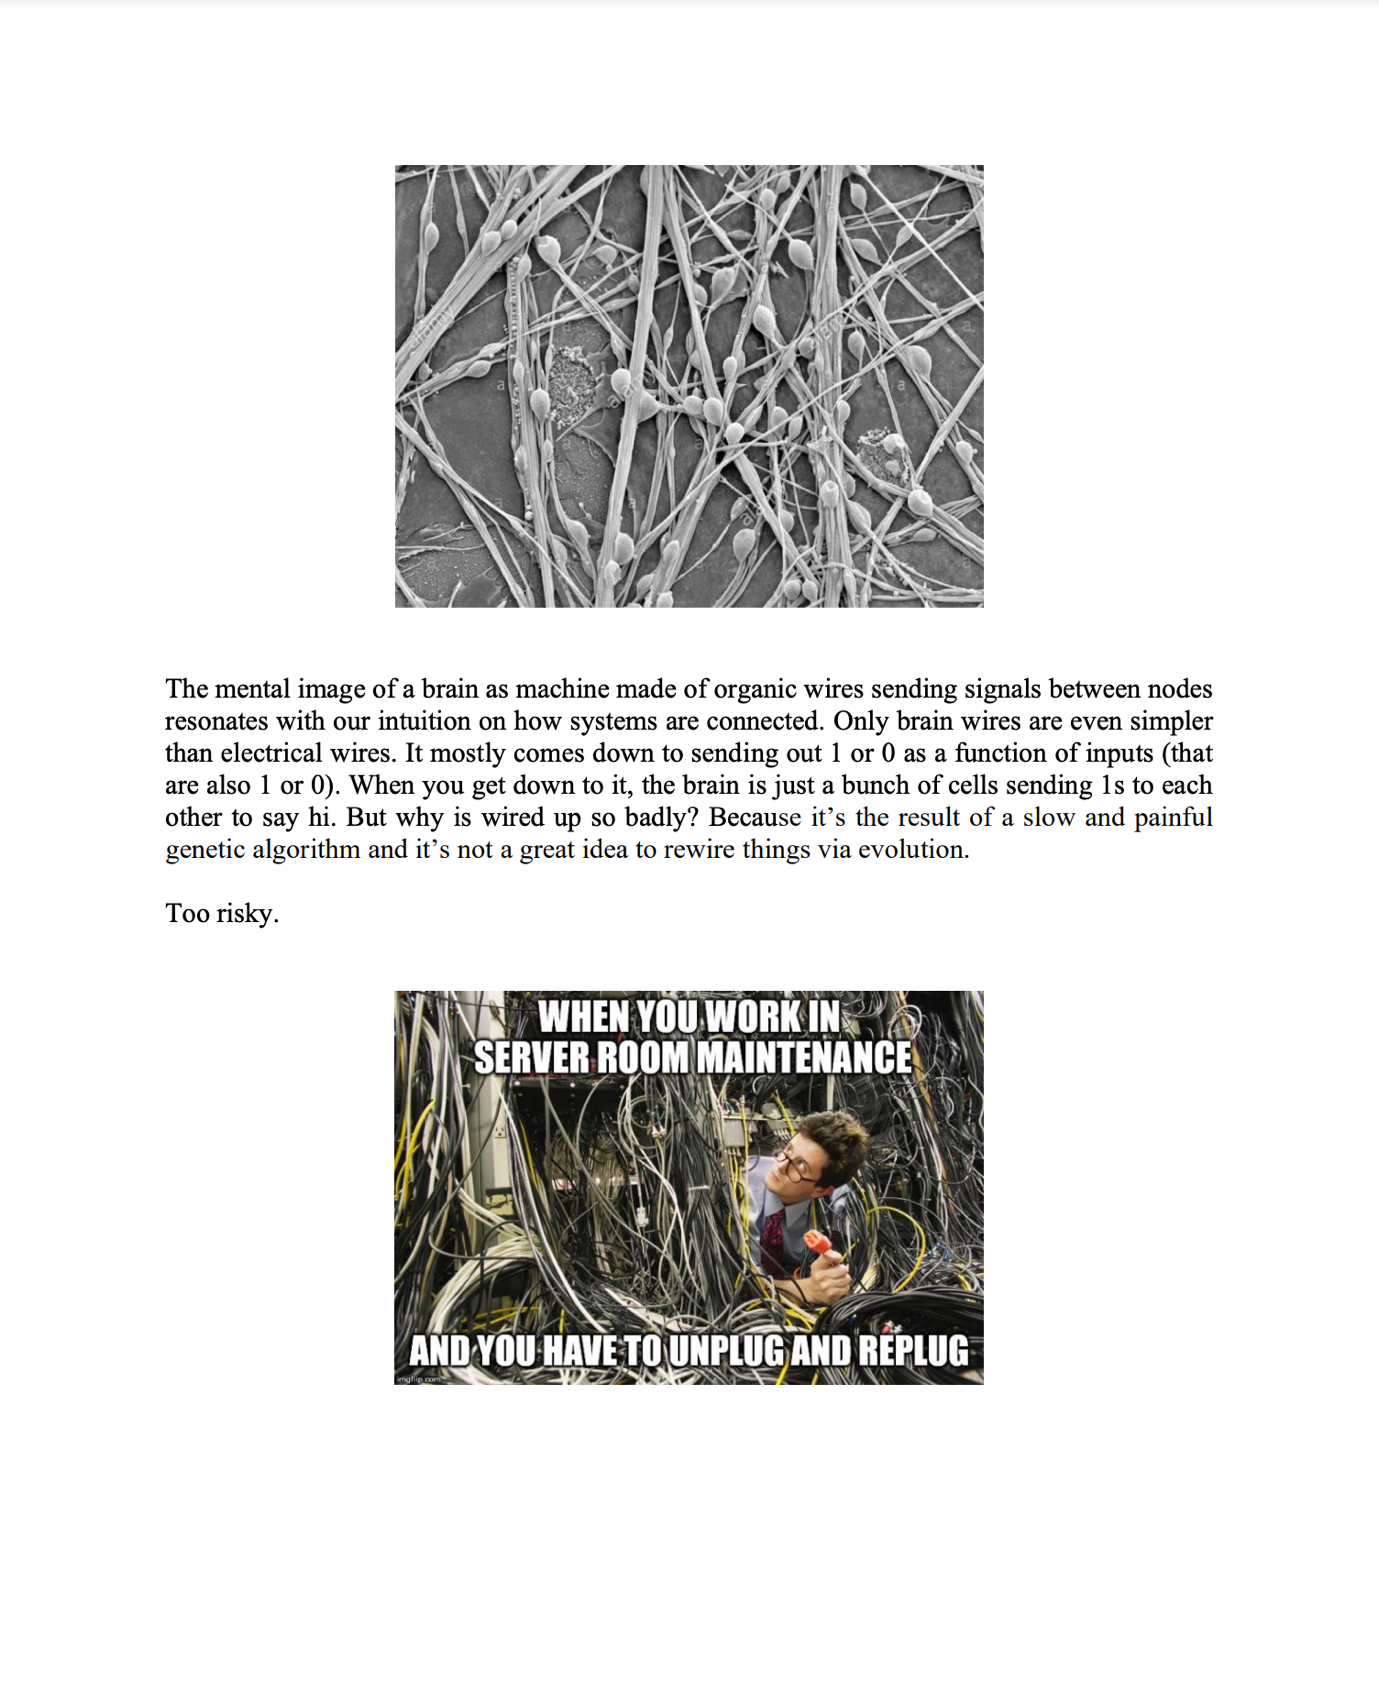 The mental image of a brain as machine made of organic wires sending signals between nodes
resonates with our intuition on how systems are connected. Only brain wires are even simpler
than electrical wires. It mostly comes down to sending out 1 or 0 as a function of inputs (that
are also 1 or 0). When you get down to it, the brain is just a bunch of cells sending 1s to each
other to say hi. But why is wired up so badly? Because it’s the result of a slow and painful
genetic algorithm and it’s not a great idea to rewire things via evolution.
Too risky.
WHEN YOU WORK IN
SERVER ROOM MAINTENANCE
AND YOU HAVE TO UNPLUG AND REPLUG
imgflip.com